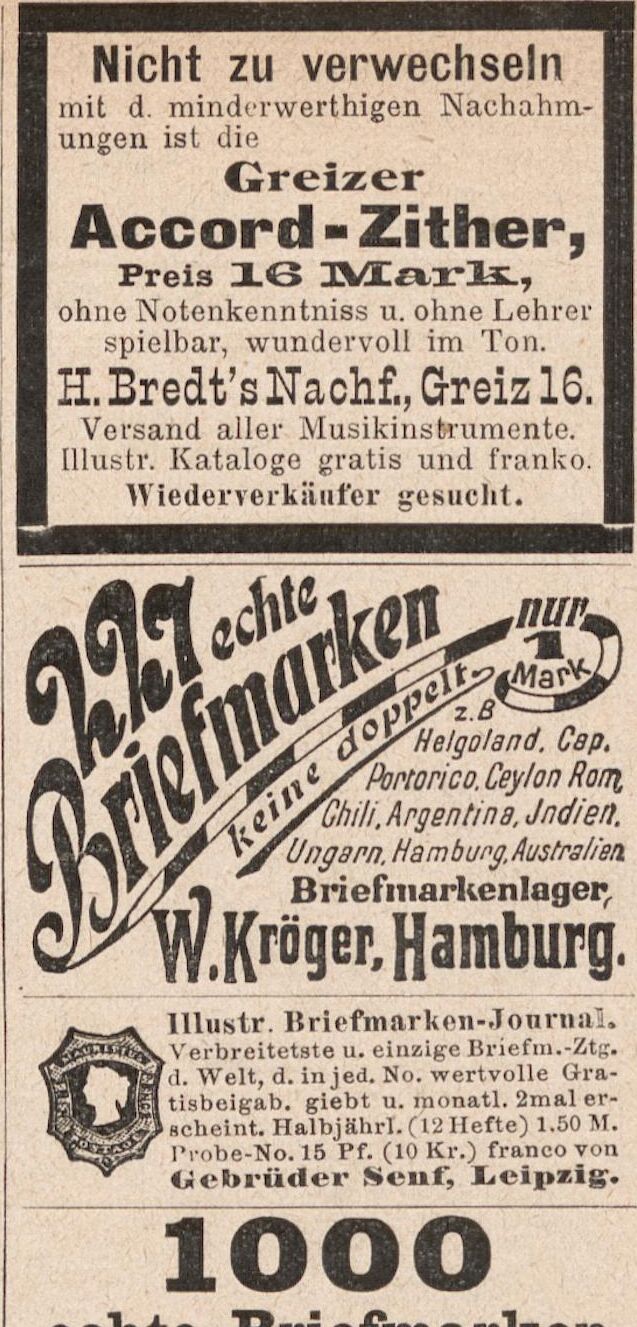 Nicht zu verwechseln
mit d. minderwerthigen Nachahm-
ungen ist die
Greizer
Accord-Zither,
Preis 16 Mark,
ohne Notenkenntniss u. ohne Lehrer
spielbar, wundervoll im Ton.
H. Bredt's Nachf., Greiz 16.
Versand aller Musikinstrumente.
Illustr. Kataloge gratis und franko.
Wiederverkäufer gesucht.
echte
Briefmarken
keine doppelt.
nur
1
Mark
z.B
Helgoland. Cap.
Portorico. Ceylon Rom,
Chili, Argentina, Indien.
Ungarn, Hamburg, Australien
Briefmarkenlager,
W. Kröger, Hamburg.
Illustr. Briefmarken-Journal.
Verbreitetste u. einzige Briefm.-Ztg.
d. Welt, d. in jed. No. wertvolle Gra-
tisbeigab. giebt u. monatl. 2mal er-
scheint. Halbjährl. (12 Hefte) 1.50 M.
Probe-No. 15 Pf. (10 Kr.) franco von
Gebrüder Senf, Leipzig.
MAURITIUS
POSTAGE
1000
echte Briefmarken